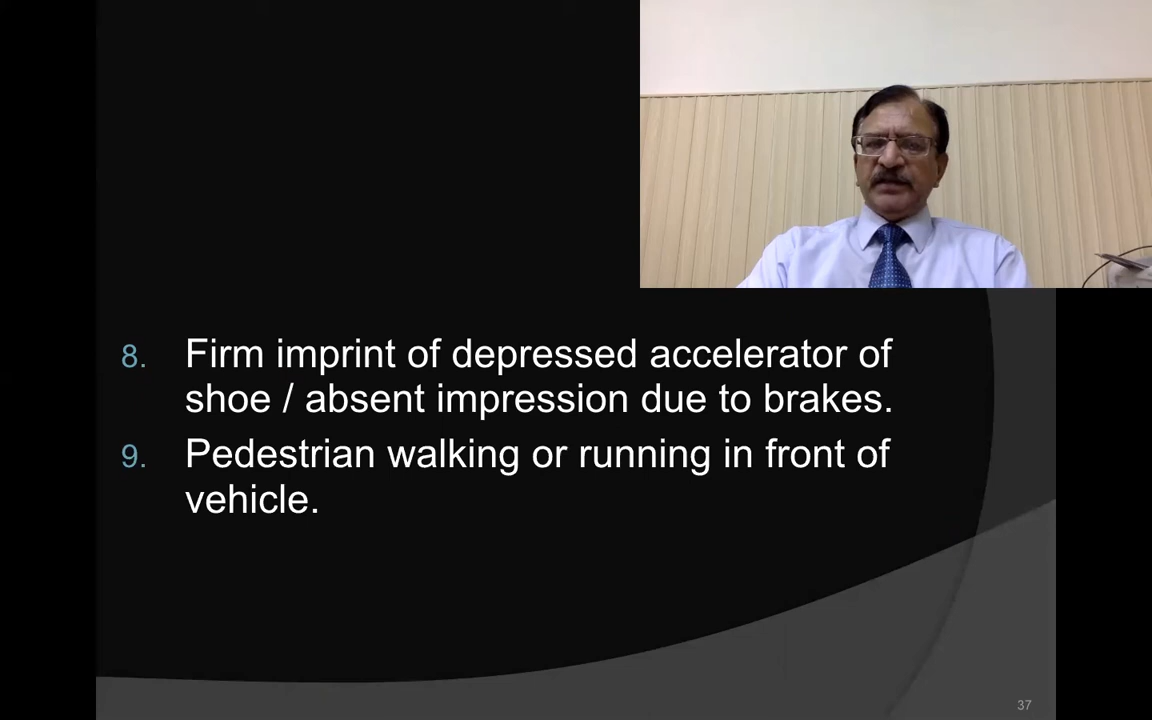 8. Firm imprint of depressed accelerator of
shoe / absent impression due to brakes.
9. Pedestrian walking or running in front of
vehicle.
37